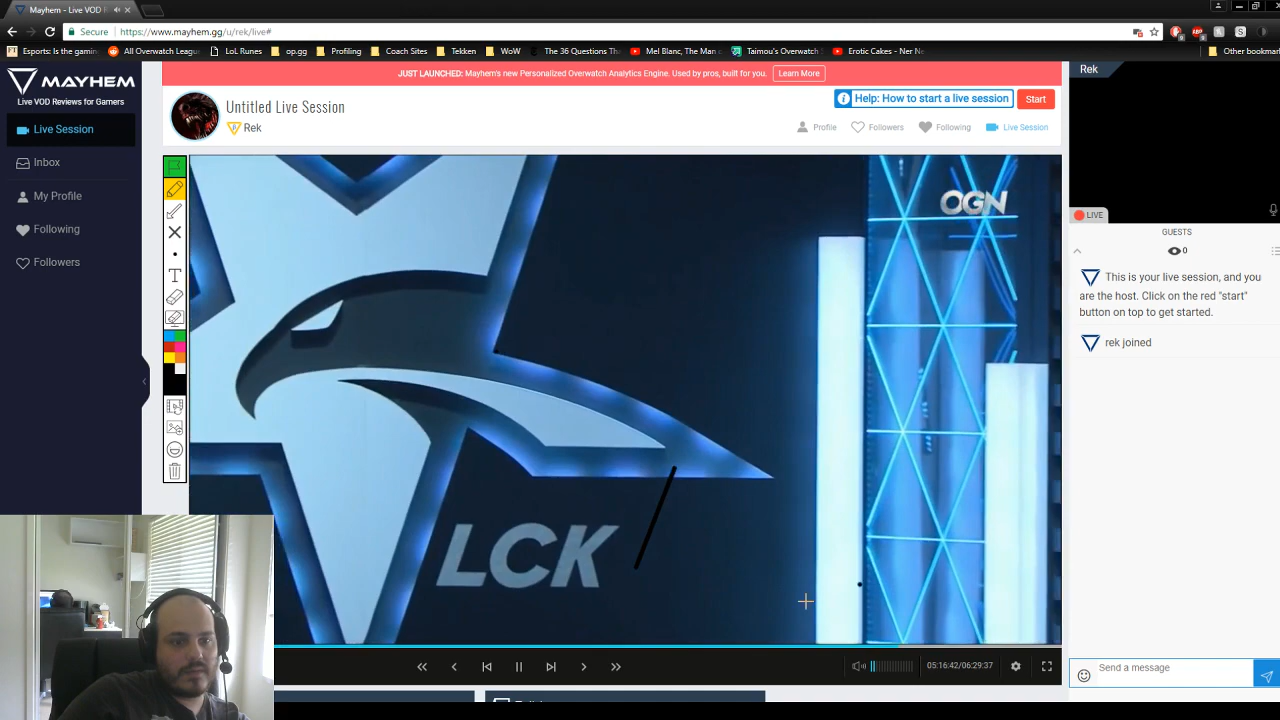 Mayhem - Live VOD R
Secure
https://www.mayhem.gg/u/rek/live#
Esports le gaming
All Overwatch Leagu
Runes
op.gg
Profiling
Coach Sites
Tekken
WoW
The 36 Questions The
Mel Blanc, The Man o
Taimou's Overwatch S
Erotic Cakes - Ner Ne
Other bookmar
MAYHEM
Live VOD Reviews for Gamers
Live Session
Inbox
My Profile
Following
Followers
JUST LAUNCHED: Mayhem's new Personalized Overwatch Analytics Engine. Used by pros, built for you.
Learn More
Untitled Live Session
Rek
Help: How to start a live session
Start
Profile
Followers
Following
Live Session
OGN
LCK
T
05:16:42/06:29:37
Rek
LIVE
GUESTS
0
This is your live session, and you
are the host. Click on the red "start"
button on top to get started.
rek joined
Send a message